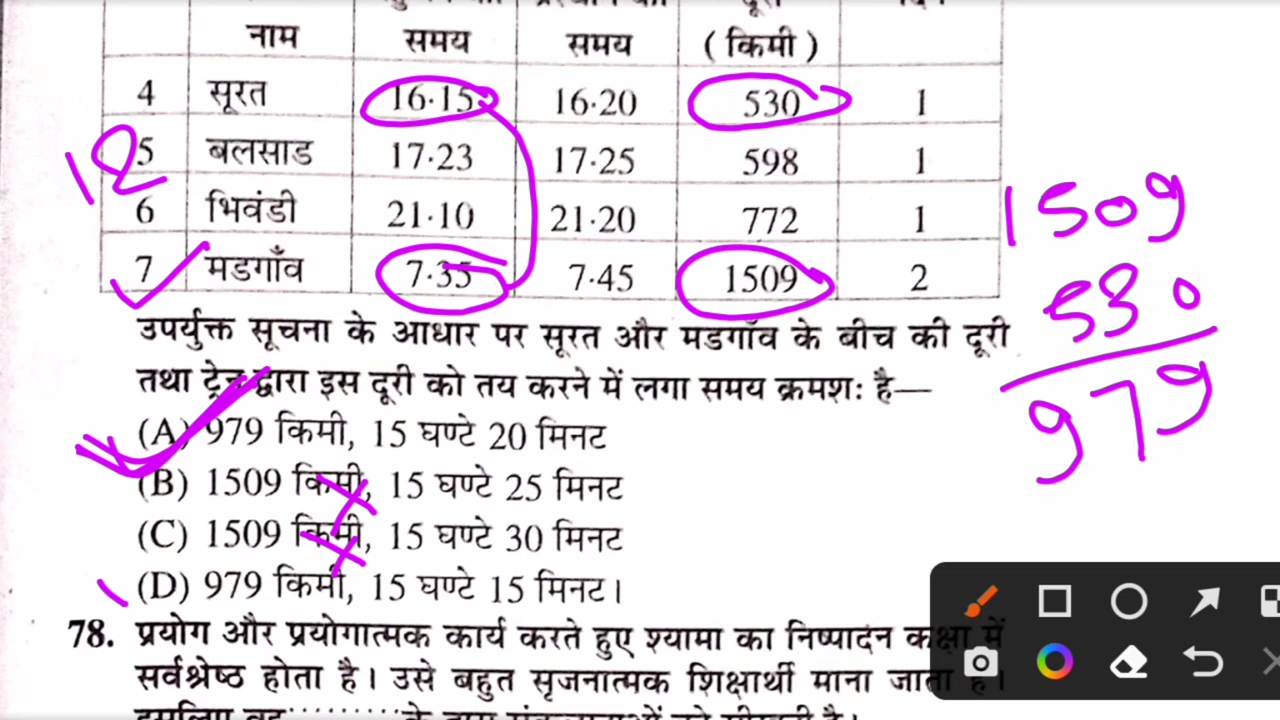 नाम समय समय ( किमी )
4 सूरत 16·15 16·20 530 1
5 बलसाड 17·23 17·25 598 1
6 भिवंडी 21·10 21·20 772 1
7 मडगाँव 7·35 7·45 1509 2
12
1509
530
979
उपर्युक्त सूचना के आधार पर सूरत और मडगाँव के बीच की दूरी
तथा ट्रेन द्वारा इस दूरी को तय करने में लगा समय क्रमशः है—
(A) 979 किमी, 15 घण्टे 20 मिनट
(B) 1509 किमी, 15 घण्टे 25 मिनट
(C) 1509 किमी, 15 घण्टे 30 मिनट
(D) 979 किमी, 15 घण्टे 15 मिनट।
78. प्रयोग और प्रयोगात्मक कार्य करते हुए श्यामा का निष्पादन कक्षा में
सर्वश्रेष्ठ होता है। उसे बहुत सृजनात्मक शिक्षार्थी माना जाता है।